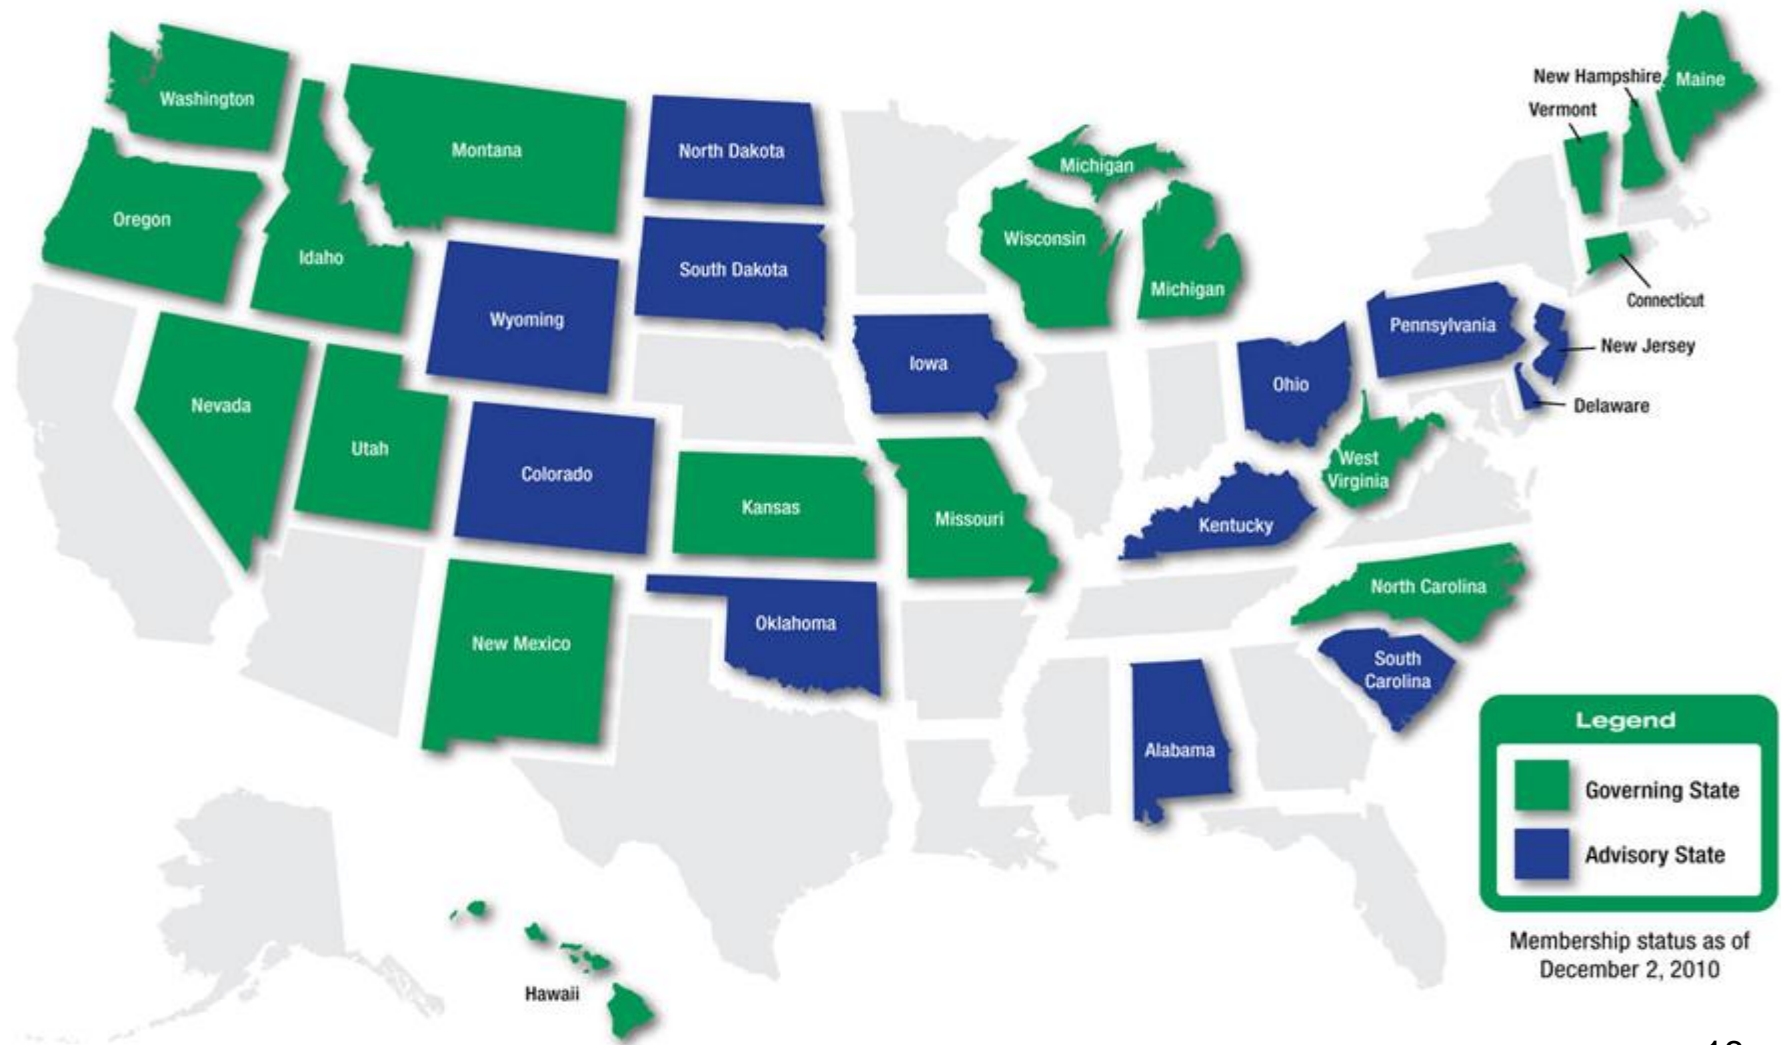 New Hampshire
Maine
Vermont
Washington
Montana
North Dakota
Michigan
Oregon
Idaho
Wisconsin
South Dakota
Michigan
Connecticut
Wyoming
Pennsylvania
New Jersey
Iowa
Ohio
Delaware
Nevada
Utah
Colorado
Kansas
Missouri
West
Virginia
Kentucky
North Carolina
New Mexico
Oklahoma
South
Carolina
Alabama
Hawaii
Legend
Governing State
Advisory State
Membership status as of
December 2, 2010